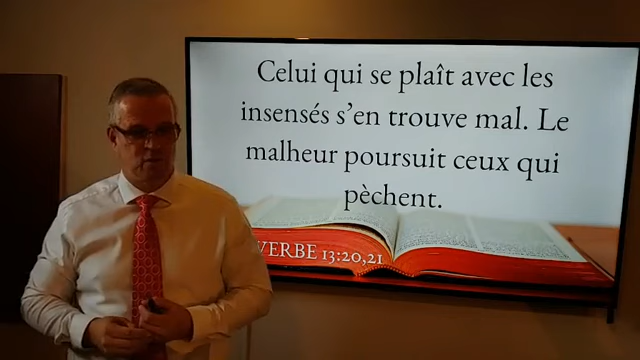 Celui qui se plaît avec les
insensés s'en trouve mal. Le
malheur poursuit ceux qui
pèchent.
VERBE 13:20,21